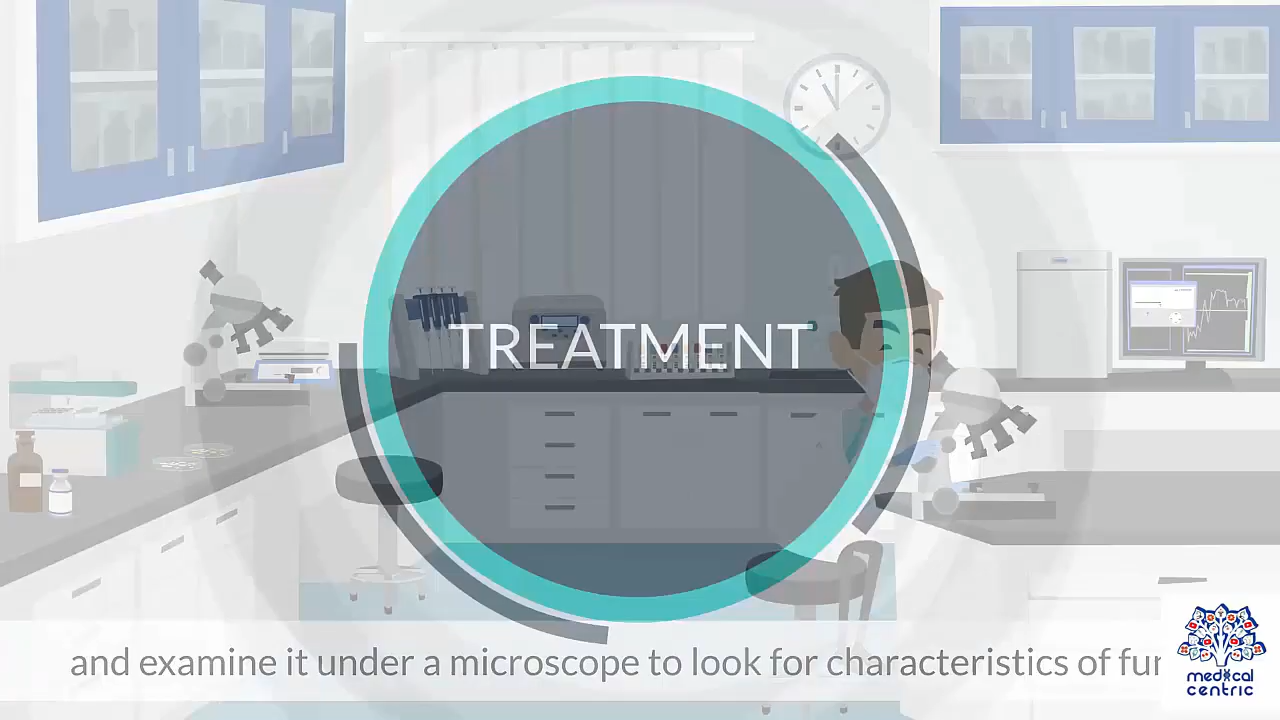 TREATMENT
and examine it under a microscope to look for characteristics of fun
medical
centric